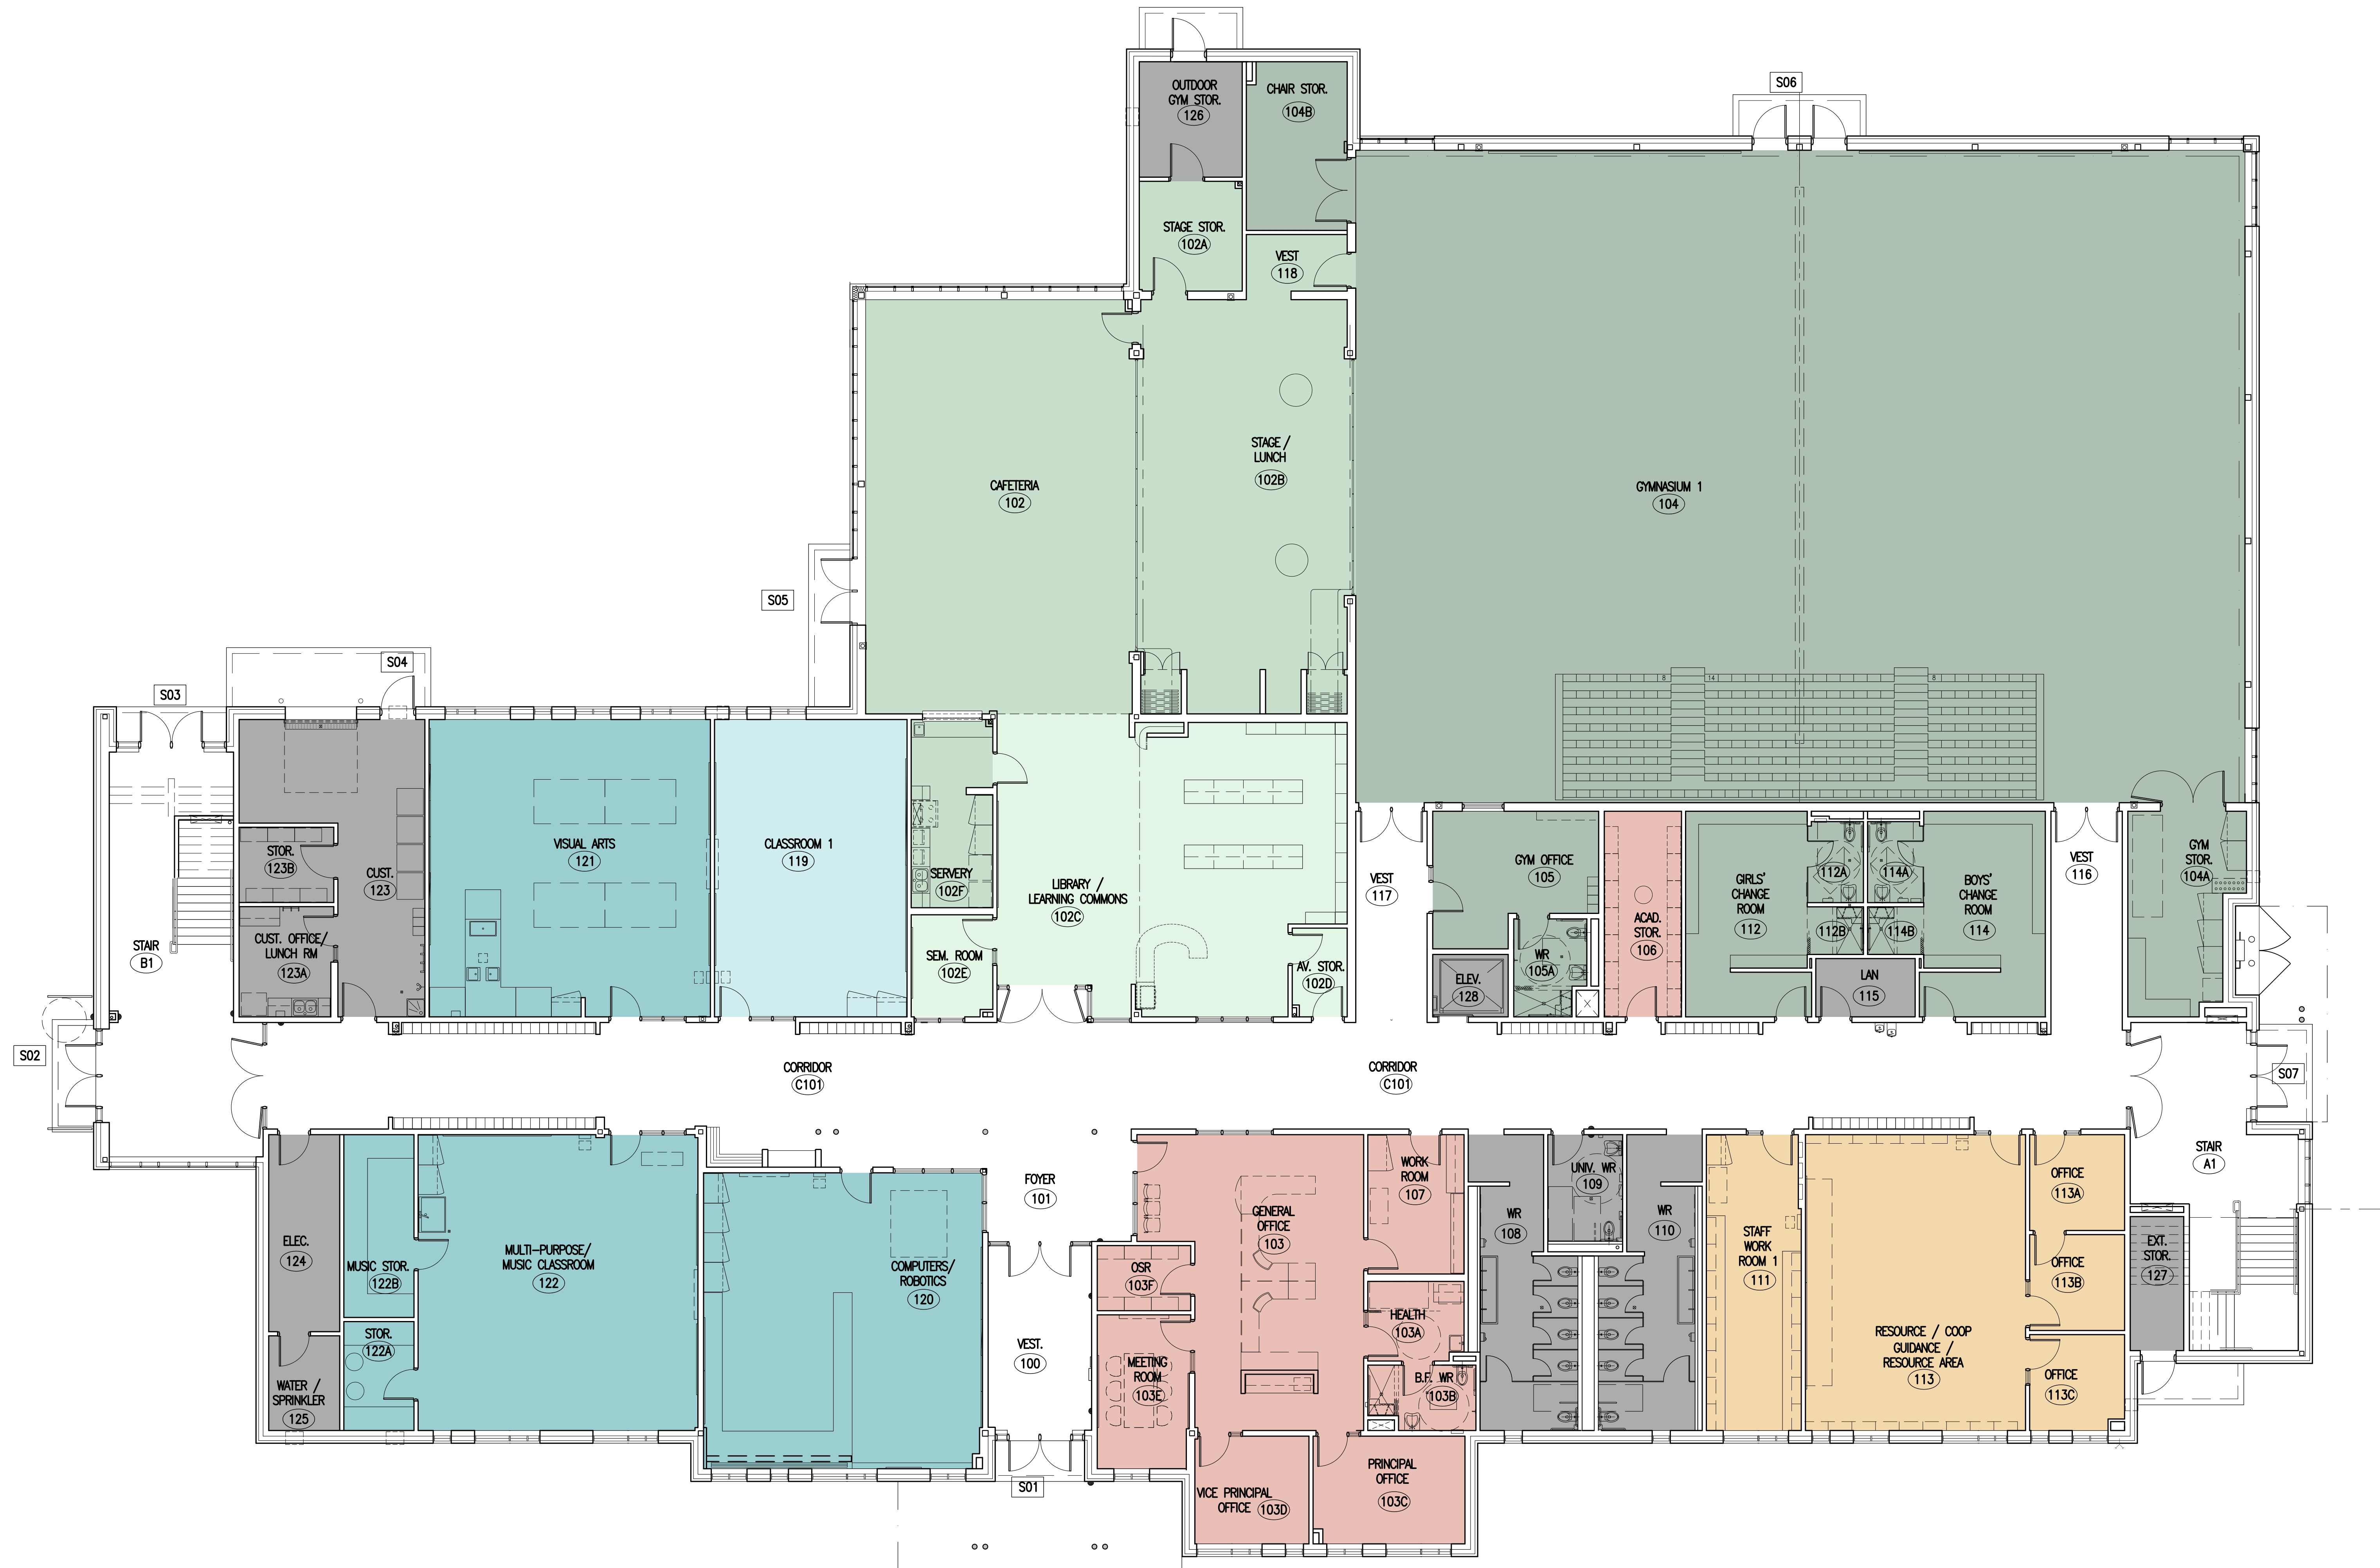 S06
OUTDOOR
GYM STOR.
126
CHAIR STOR.
104B
STAGE STOR.
102A
VEST
118
STAGE /
LUNCH
102B
CAFETERIA
102
GYMNASIUM 1
104
S05
S04
S03
8
14
8
STOR.
123B
CUST.
123
CUST. OFFICE/
LUNCH RM
123A
STAIR
B1
VISUAL ARTS
121
CLASSROOM 1
119
SERVERY
102F
SEM. ROOM
102E
LIBRARY /
LEARNING COMMONS
102C
AV. STOR.
102D
VEST
117
GYM OFFICE
105
ELEV.
128
WR
105A
ACAD.
STOR.
106
GIRLS'
CHANGE
ROOM
112
112A
112B
114A
114B
LAN
115
BOYS'
CHANGE
ROOM
114
VEST
116
GYM
STOR.
104A
S02
CORRIDOR
C101
CORRIDOR
C101
S07
ELEC.
124
WATER /
SPRINKLER
125
MUSIC STOR.
122B
STOR.
122A
MULTI-PURPOSE/
MUSIC CLASSROOM
122
COMPUTERS/
ROBOTICS
120
FOYER
101
VEST.
100
S01
OSR
103F
MEETING
ROOM
103E
GENERAL
OFFICE
103
WORK
ROOM
107
HEALTH
103A
B.F. WR
103B
VICE PRINCIPAL
OFFICE 103D
PRINCIPAL
OFFICE
103C
WR
108
UNIV. WR
109
WR
110
STAFF
WORK
ROOM 1
111
RESOURCE / COOP
GUIDANCE /
RESOURCE AREA
113
OFFICE
113A
OFFICE
113B
OFFICE
113C
STAIR
A1
EXT.
STOR.
127